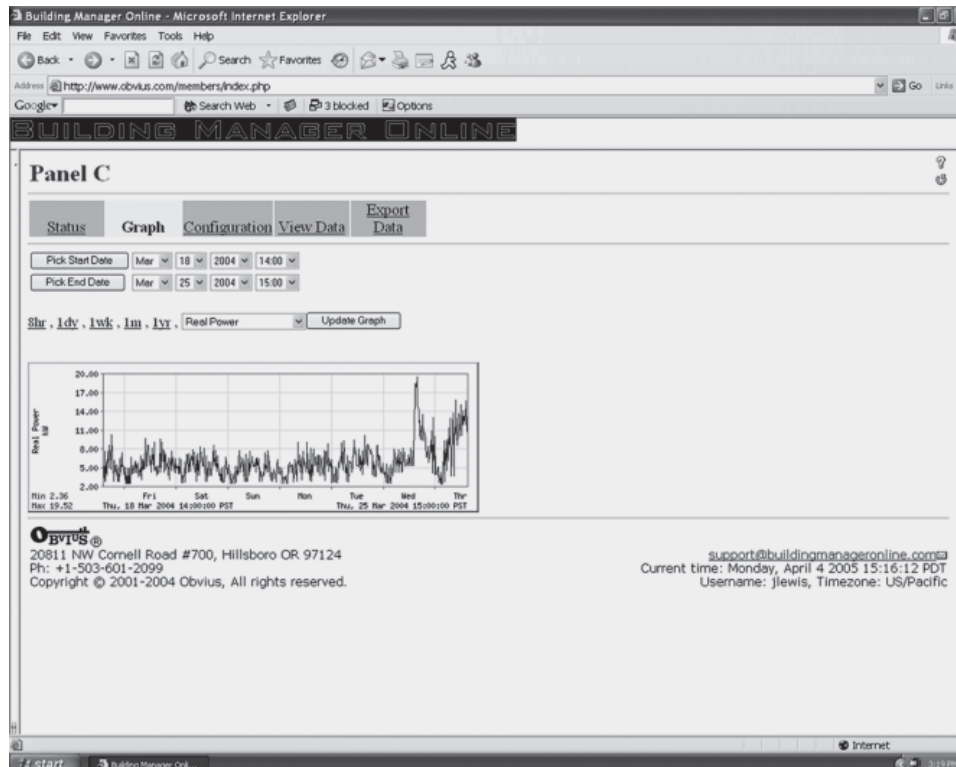 Building Manager Online - Microsoft Internet Explorer
File Edit View Favorites Tools Help
Back Search Favorites
Address http://www.obvius.com/members/index.php Go Links
Google Search Web 3 blocked Options
BUILDING MANAGER ONLINE
Panel C
Status Graph Configuration View Data Export Data
Pick Start Date Mar 18 2004 14:00
Pick End Date Mar 25 2004 15:00
8hr , 1dy , 1wk , 1m , 1yr , Real Power Update Graph
20.00
17.00
14.00
11.00
8.00
5.00
2.00
Real Power
kW
Fri Sat Sun Mon Tue Wed Thr
Min 2.36
Max 19.52
Thu, 18 Mar 2004 14:00:00 PST Thu, 25 Mar 2004 15:00:00 PST
OBVIUS®
20811 NW Cornell Road #700, Hillsboro OR 97124
Ph: +1-503-601-2099
Copyright © 2001-2004 Obvius, All rights reserved.
support@buildingmanageronline.com
Current time: Monday, April 4 2005 15:16:12 PDT
Username: jlewis, Timezone: US/Pacific
Internet
start Building Manager Onli... 3:19 PM